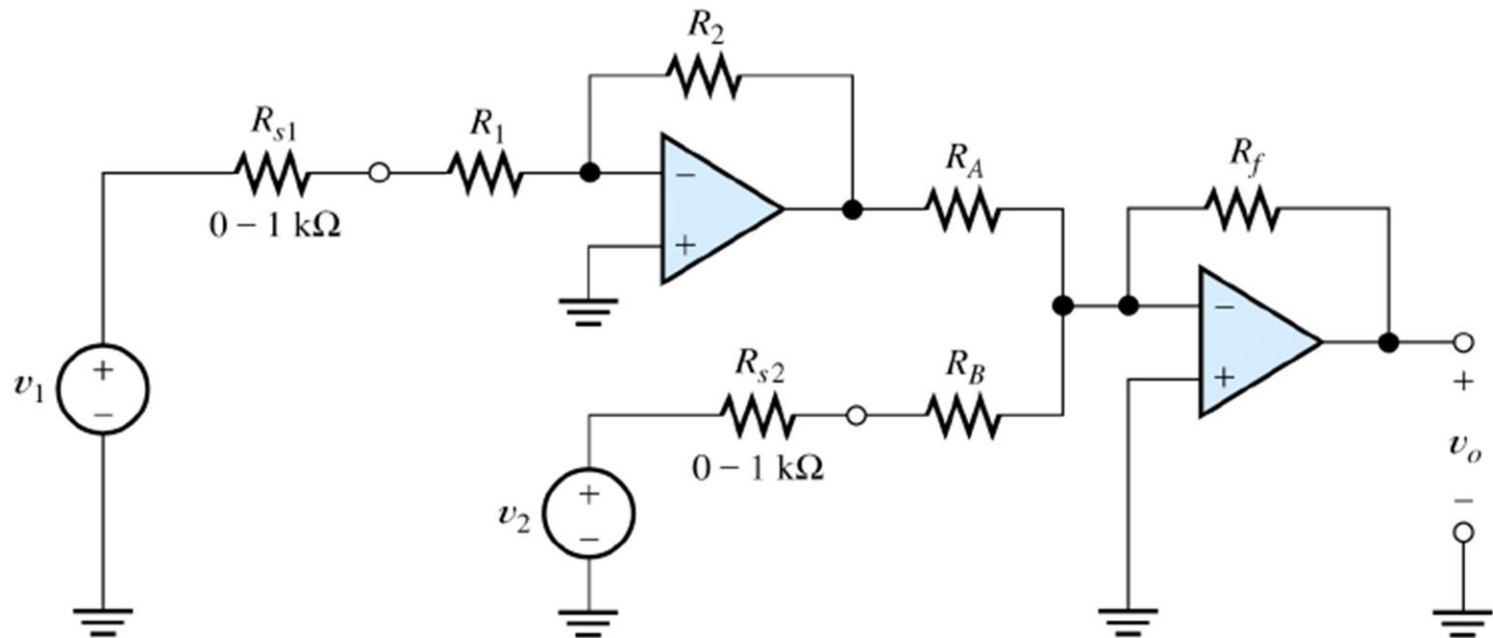 R2
Rs1
R1
0 – 1 kΩ
−
+
RA
Rf
v1
+
−
Rs2
RB
0 – 1 kΩ
−
+
+
vo
−
v2
+
−